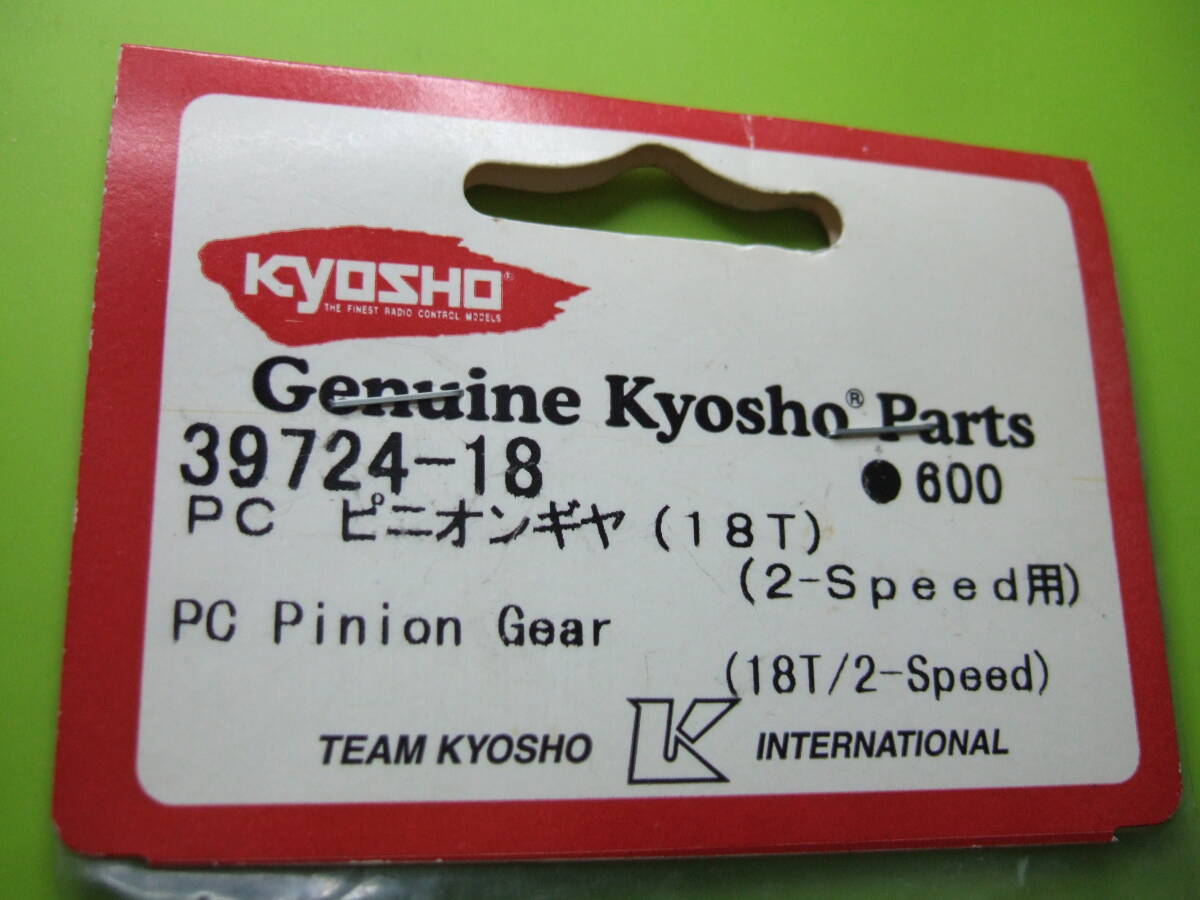 KYOSHO®
THE FINEST RADIO CONTROL MODELS
Genuine Kyosho® Parts
39724-18 ●600
PC ピニオンギヤ(18T)
(2-Speed用)
PC Pinion Gear
(18T/2-Speed)
TEAM KYOSHO K INTERNATIONAL